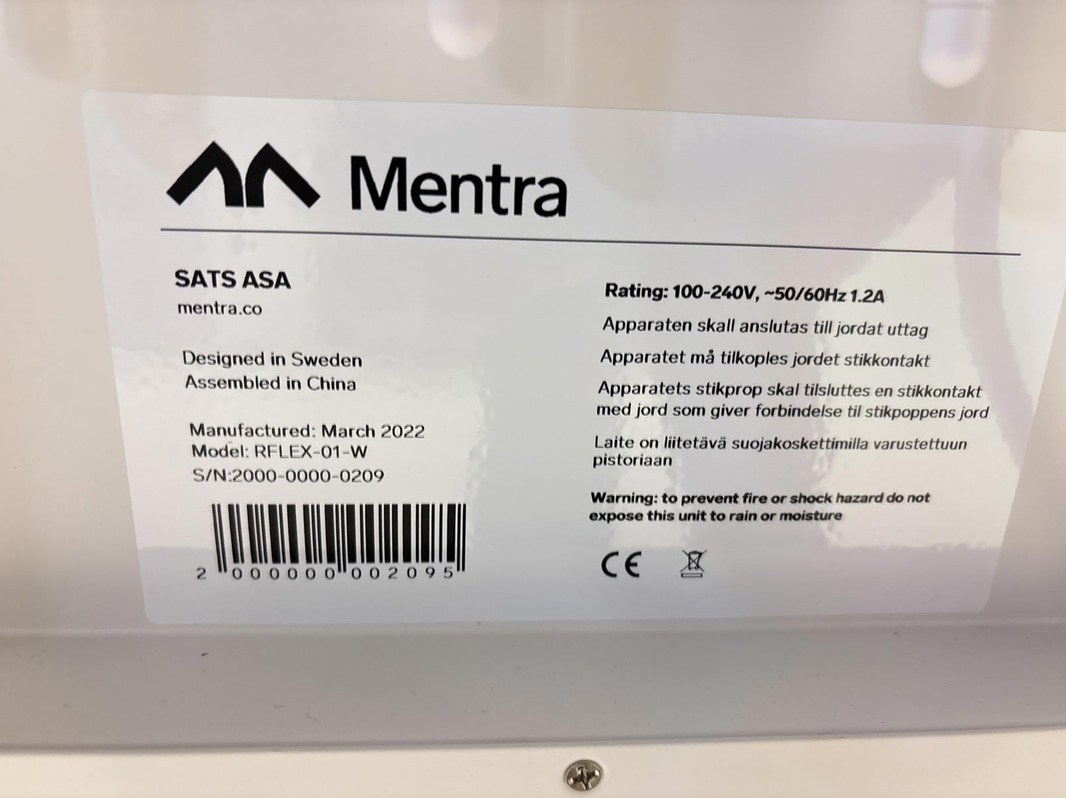 Mentra
SATS ASA
mentra.co
Designed in Sweden
Assembled in China
Manufactured: March 2022
Model: RFLEX-01-W
S/N:2000-0000-0209
2 000000 002095
Rating: 100-240V, ~50/60Hz 1.2A
Apparaten skall anslutas till jordat uttag
Apparatet må tilkoples jordet stikkontakt
Apparatets stikprop skal tilsluttes en stikkontakt
med jord som giver forbindelse til stikpoppens jord
Laite on liitetävä suojakoskettimilla varustettuun
pistoriaan
Warning: to prevent fire or shock hazard do not
expose this unit to rain or moisture
CE